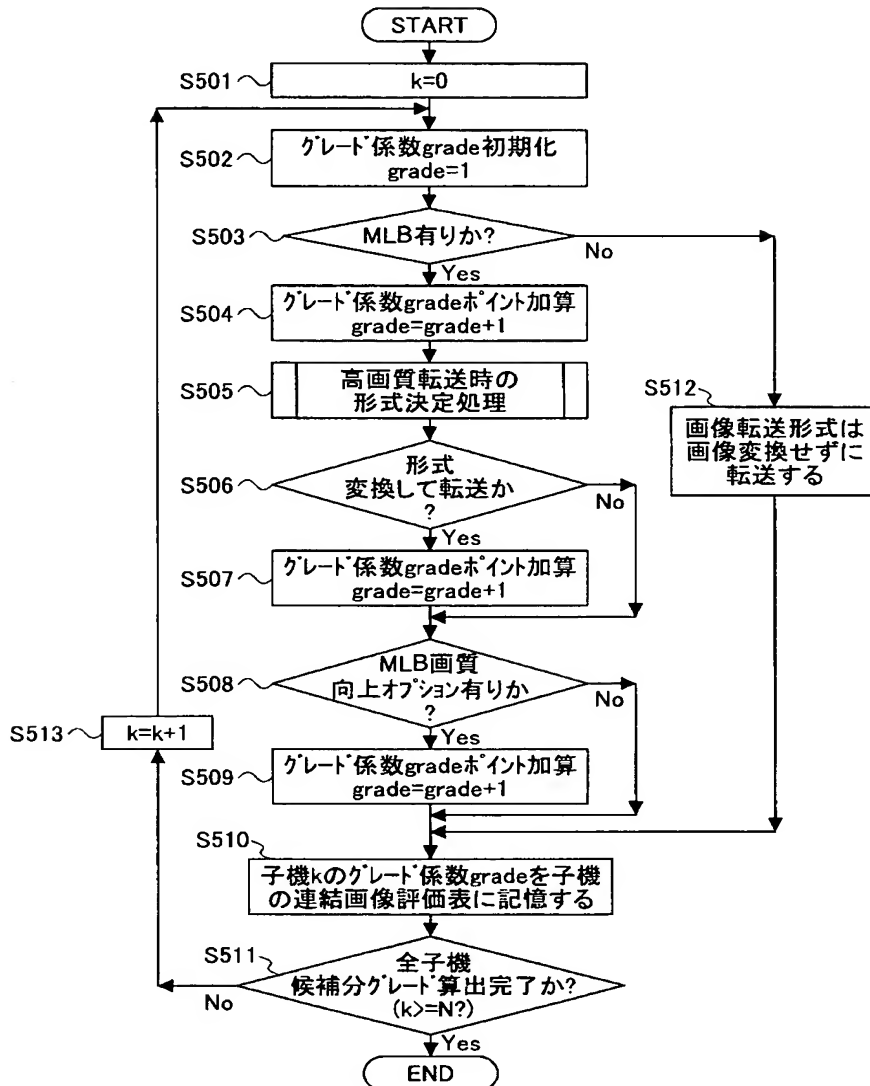 START
S501
k=0
S502
グレード係数grade初期化
grade=1
S503
MLB有りか?
No
Yes
S504
グレード係数gradeポイント加算
grade=grade+1
S505
高画質転送時の
形式決定処理
S512
画像転送形式は
画像変換せずに
転送する
S506
形式
変換して転送か
?
No
Yes
S507
グレード係数gradeポイント加算
grade=grade+1
S508
MLB画質
向上オプション有りか
?
No
Yes
S513
k=k+1
S509
グレード係数gradeポイント加算
grade=grade+1
S510
子機kのグレード係数gradeを子機
の連結画像評価表に記憶する
S511
全子機
候補分グレード算出完了か?
(k>=N?)
No
Yes
END